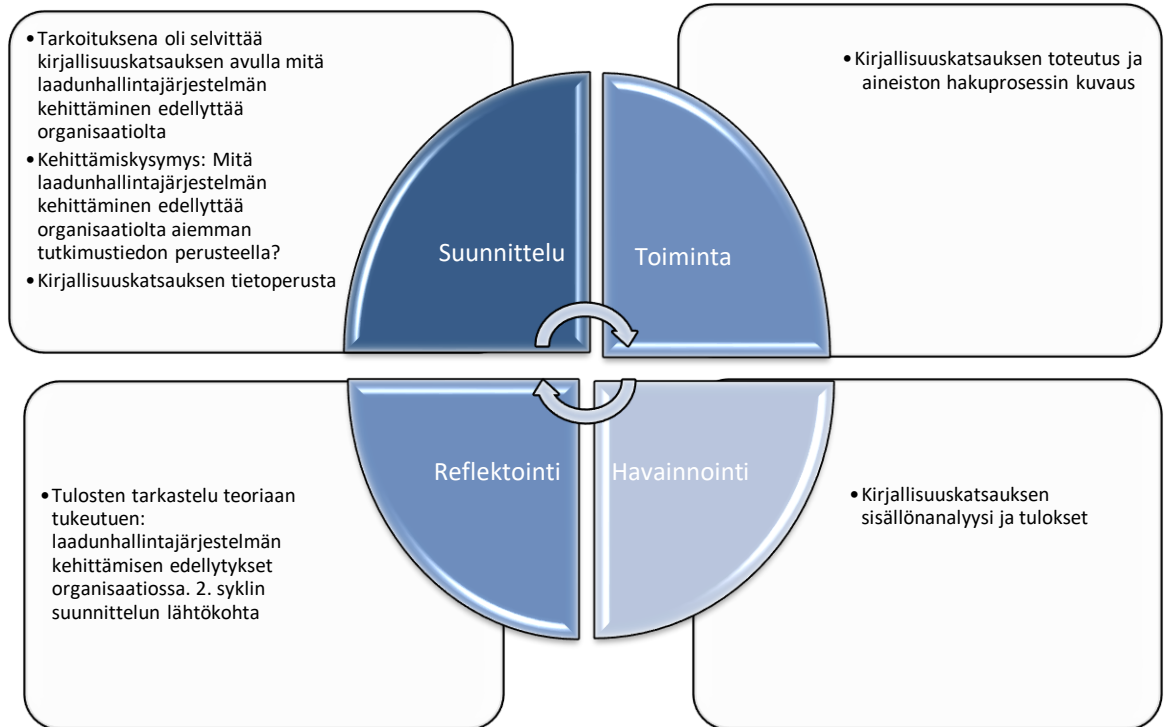 •Tarkoituksena oli selvittää
kirjallisuuskatsauksen avulla mitä
laadunhallintajärjestelmän
kehittäminen edellyttää
organisaatiolta
•Kehittämiskysymys: Mitä
laadunhallintajärjestelmän
kehittäminen edellyttää
organisaatiolta aiemman
tutkimustiedon perusteella?
•Kirjallisuuskatsauksen tietoperusta
Suunnittelu
Toiminta
•Kirjallisuuskatsauksen toteutus ja
aineiston hakuprosessin kuvaus
•Tulosten tarkastelu teoriaan
tukeutuen:
laadunhallintajärjestelmän
kehittämisen edellytykset
organisaatiossa. 2. syklin
suunnittelun lähtökohta
Reflektointi
Havainnointi
•Kirjallisuuskatsauksen
sisällönanalyysi ja tulokset